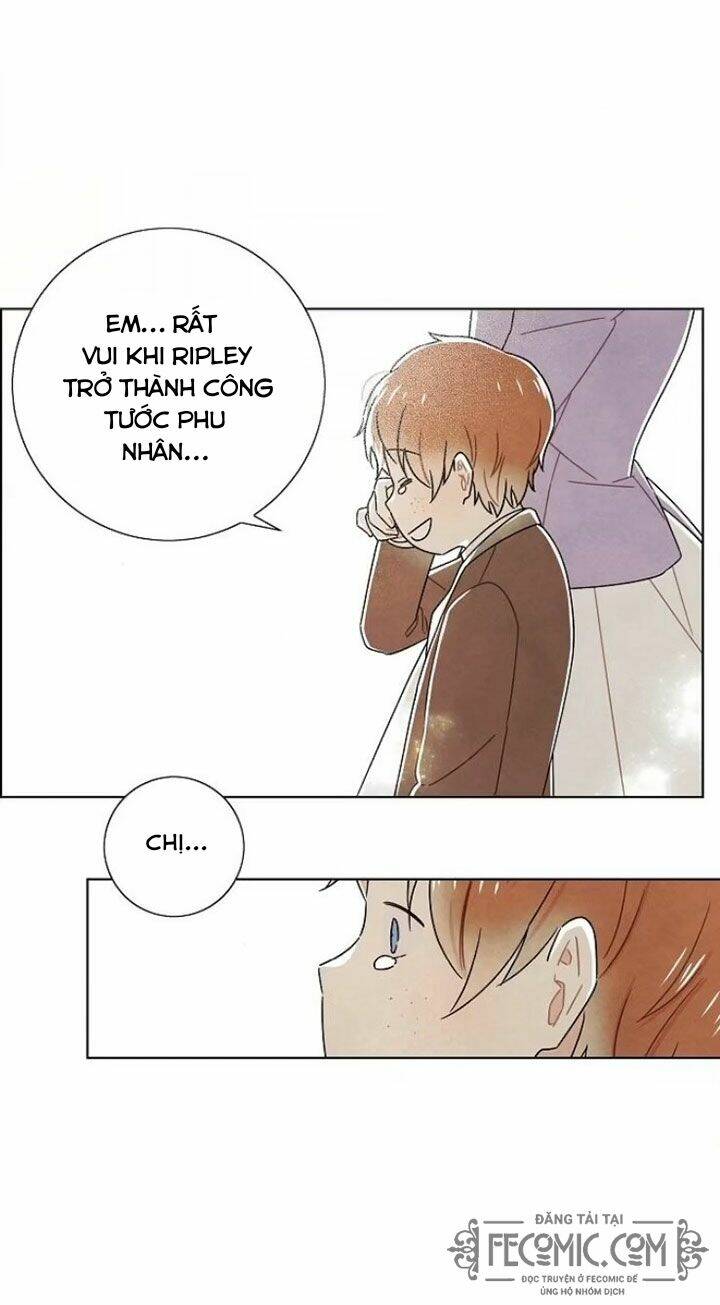 EM... RẤT
VUI KHI RIPLEY
TRỞ THÀNH CÔNG
TƯỚC PHU
NHÂN...
CHỊ...
ĐĂNG TẢI TẠI
FECOMIC.COM
ĐỌC TRUYỆN Ở FECOMIC ĐỂ
ỦNG HỘ NHÓM DỊCH